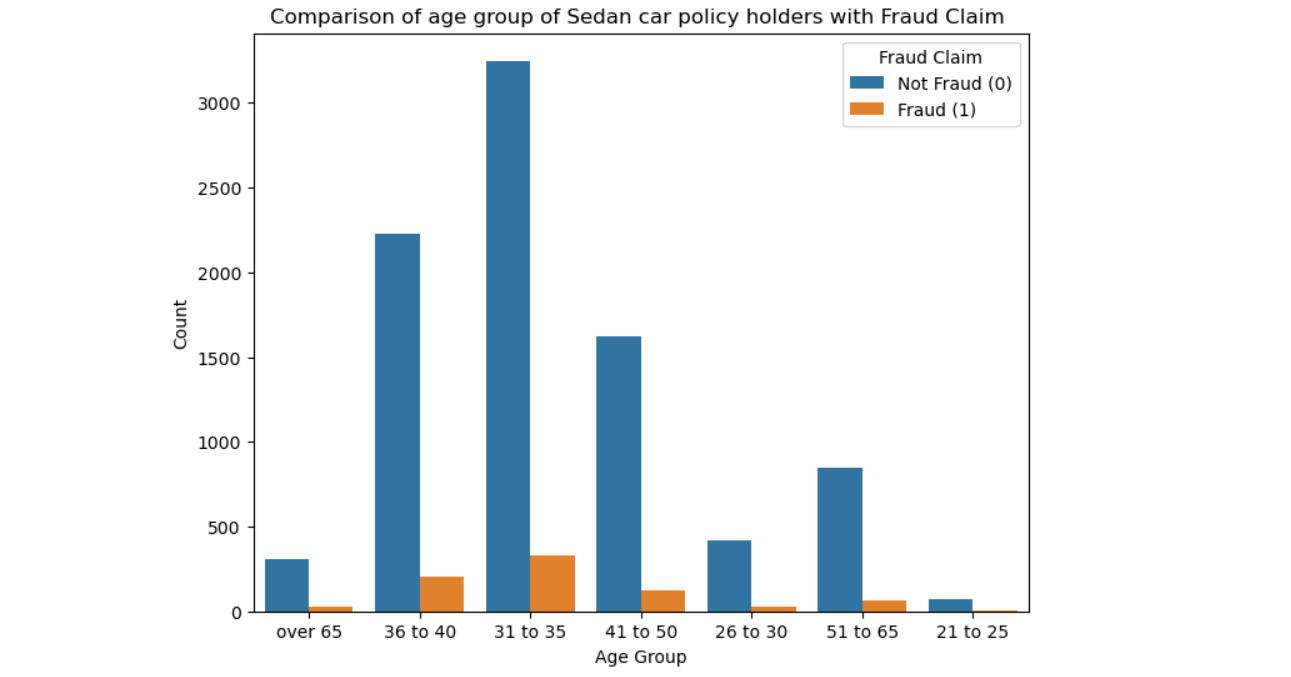 Comparison of age group of Sedan car policy holders with Fraud Claim
Fraud Claim
Not Fraud (0)
Fraud (1)
3000
2500
2000
1500
1000
500
0
Count
over 65 36 to 40 31 to 35 41 to 50 26 to 30 51 to 65 21 to 25
Age Group